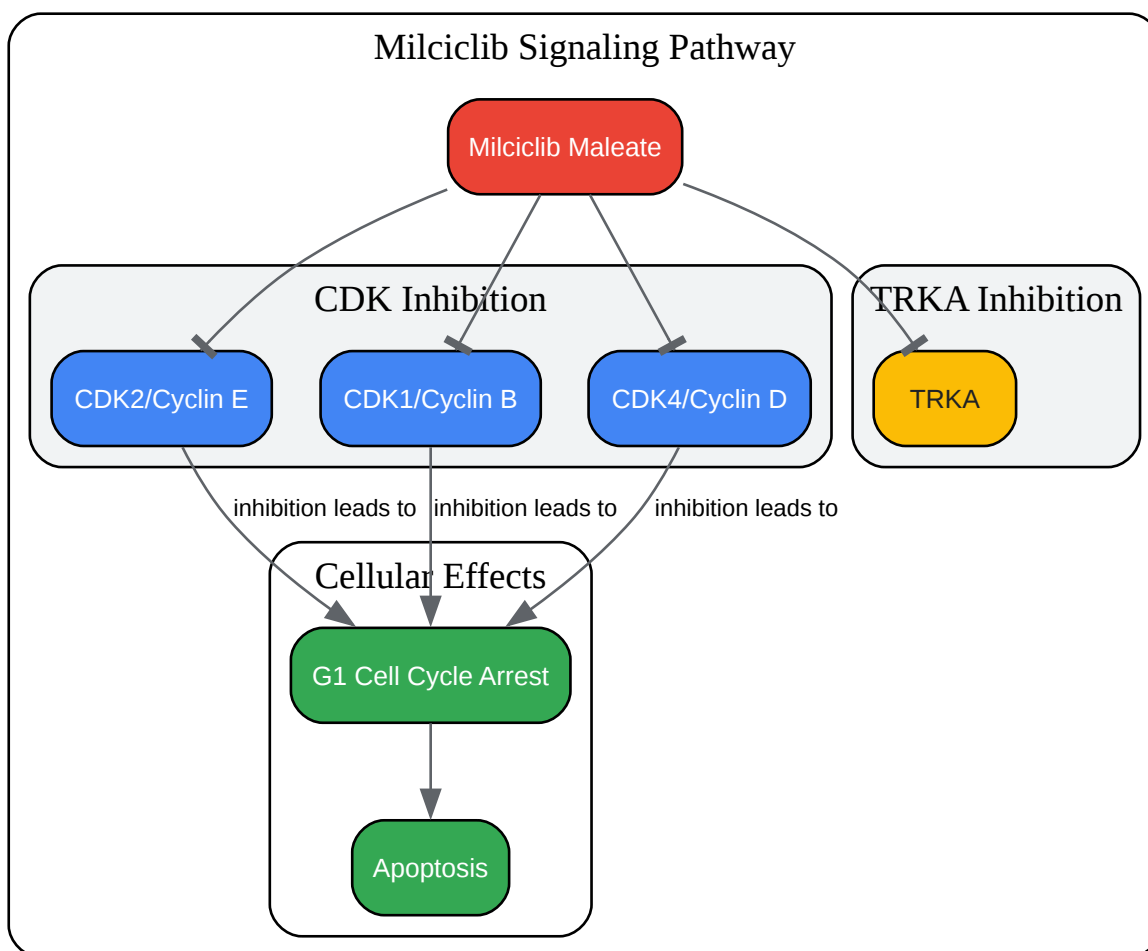 Milciclib Signaling Pathway
Milciclib Maleate
CDK Inhibition
TRKA Inhibition
CDK2/Cyclin E
CDK1/Cyclin B
CDK4/Cyclin D
TRKA
inhibition leads to
inhibition leads to
inhibition leads to
Cellular Effects
G1 Cell Cycle Arrest
Apoptosis